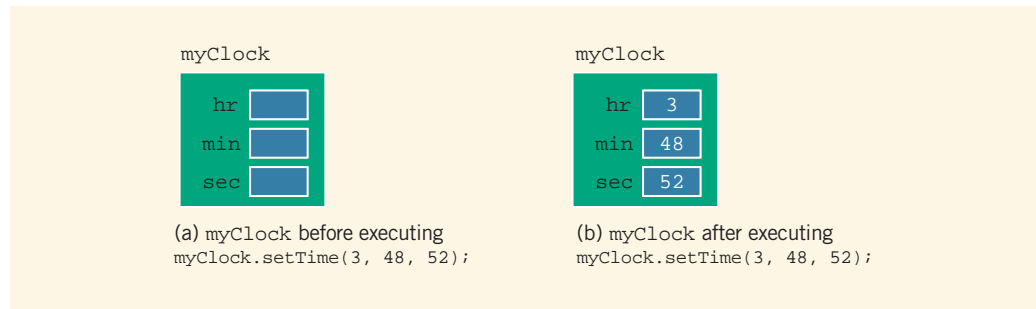 myClock
hr
min
sec
(a) myClock before executing
myClock.setTime(3, 48, 52);
myClock
hr 3
min 48
sec 52
(b) myClock after executing
myClock.setTime(3, 48, 52);